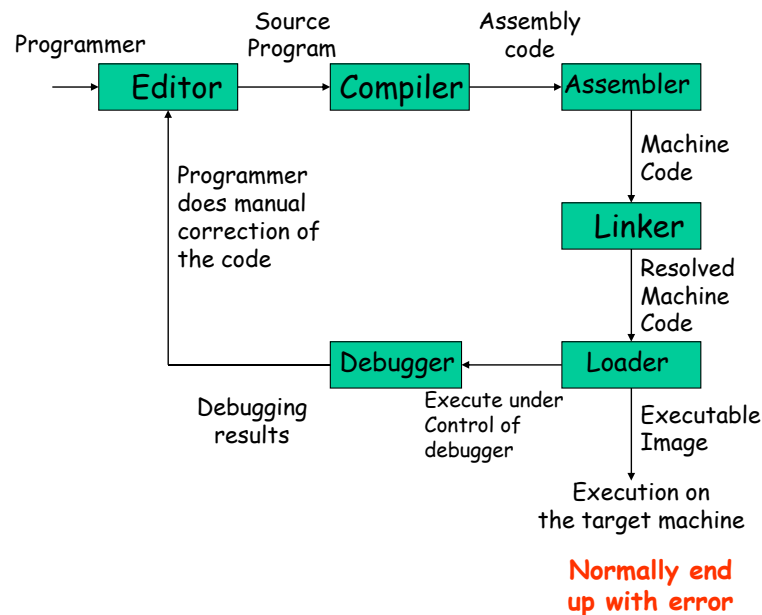 Programmer
Source
Program
Assembly
code
Editor
Compiler
Assembler
Machine
Code
Programmer
does manual
correction of
the code
Linker
Resolved
Machine
Code
Debugger
Loader
Debugging
results
Execute under
Control of
debugger
Executable
Image
Execution on
the target machine
Normally end
up with error